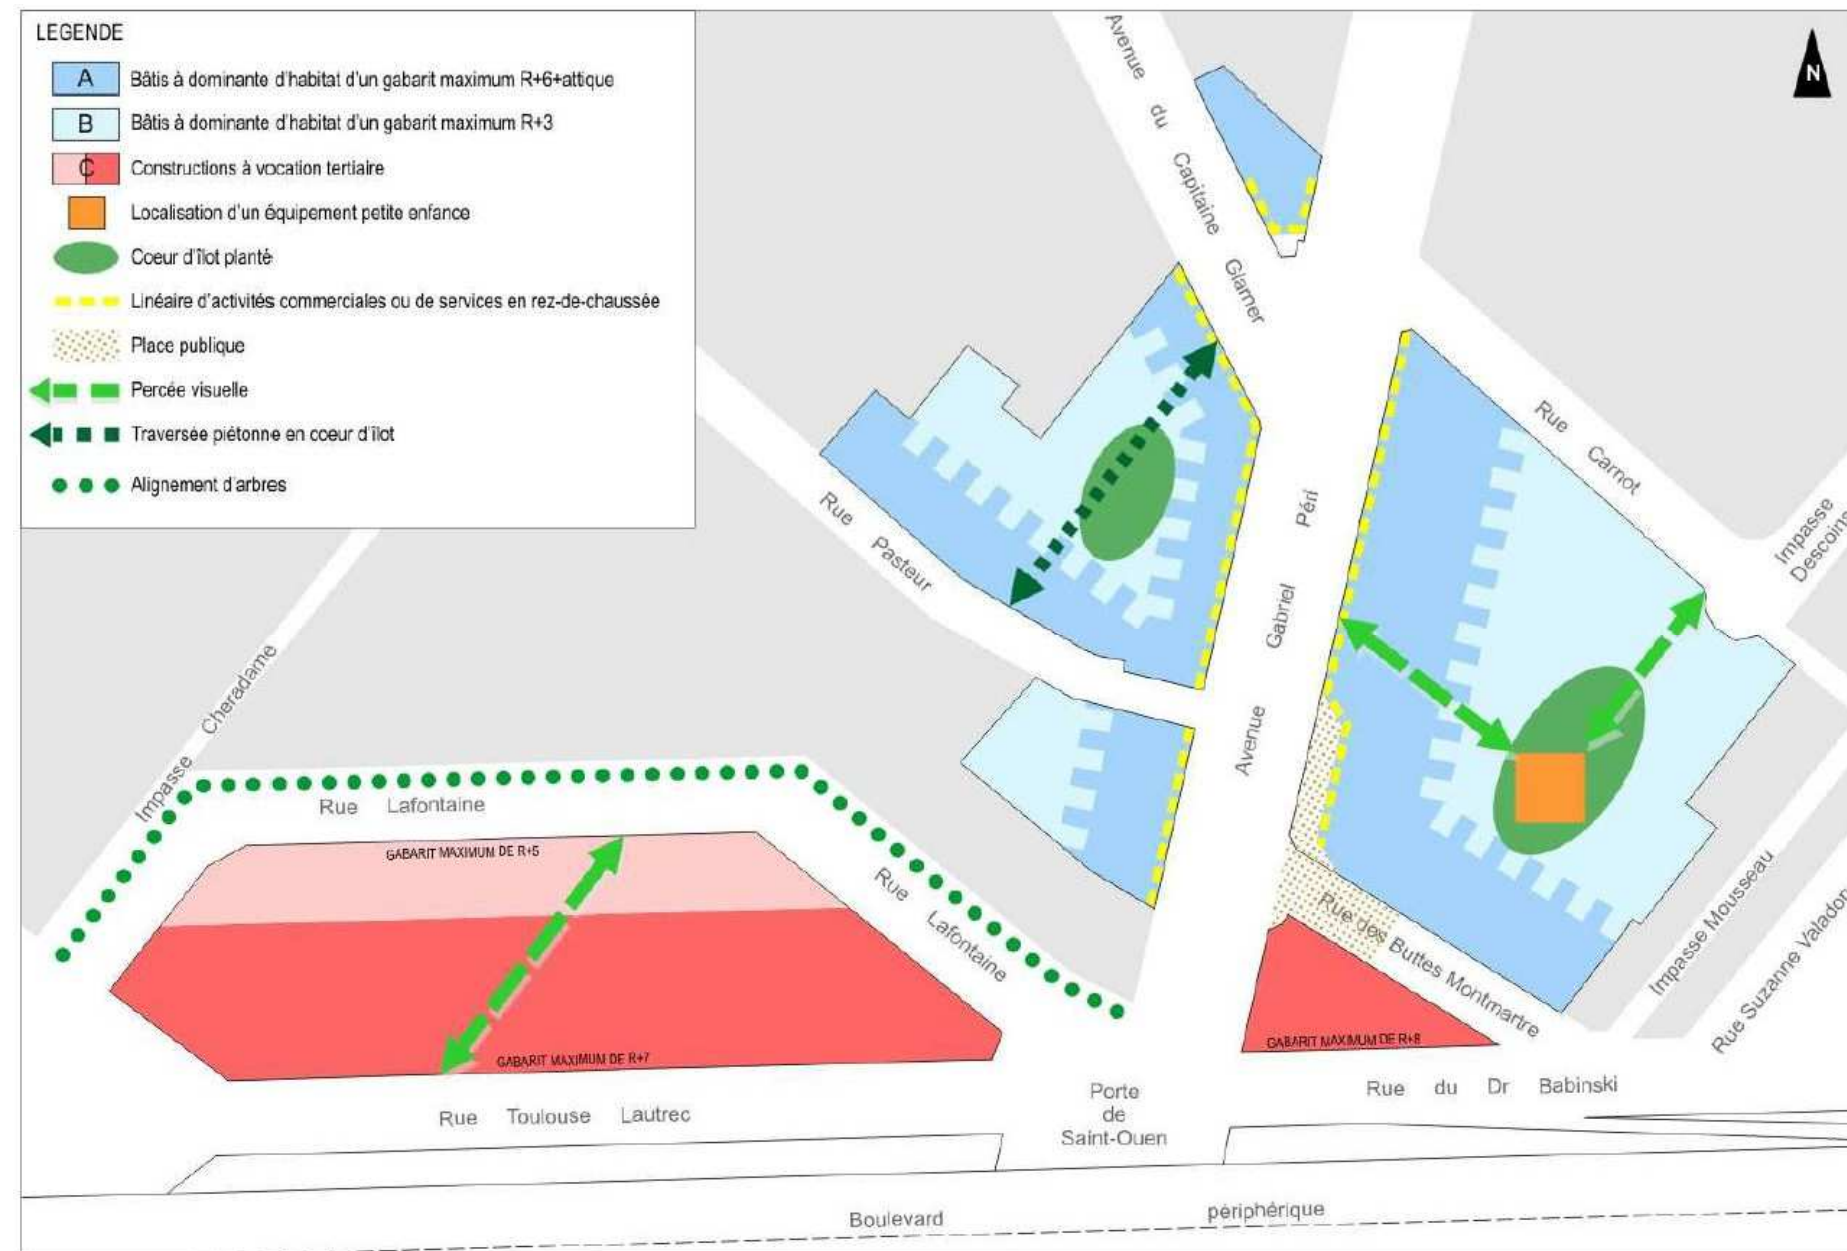 LEGENDE
A Bâtis à dominante d'habitat d'un gabarit maximum R+6+attique
B Bâtis à dominante d'habitat d'un gabarit maximum R+3
C Constructions à vocation tertiaire
Localisation d'un équipement petite enfance
Coeur d'îlot planté
Linéaire d'activités commerciales ou de services en rez-de-chaussée
Place publique
Percée visuelle
Traversée piétonne en coeur d'îlot
Alignement d'arbres
N
Avenue du Capitaine Glarner
Rue Carnot
Impasse
Descoins
Rue Pasteur
Avenue Gabriel Péri
Impasse Cheradame
Rue Lafontaine
GABARIT MAXIMUM DE R+5
Rue Lafontaine
Rue des Buttes Montmartre
Impasse Mousseau
Rue Suzanne Valadon
GABARIT MAXIMUM DE R+7
GABARIT MAXIMUM DE R+8
Rue Toulouse Lautrec
Porte
de
Saint-Ouen
Rue du Dr Babinski
Boulevard périphérique